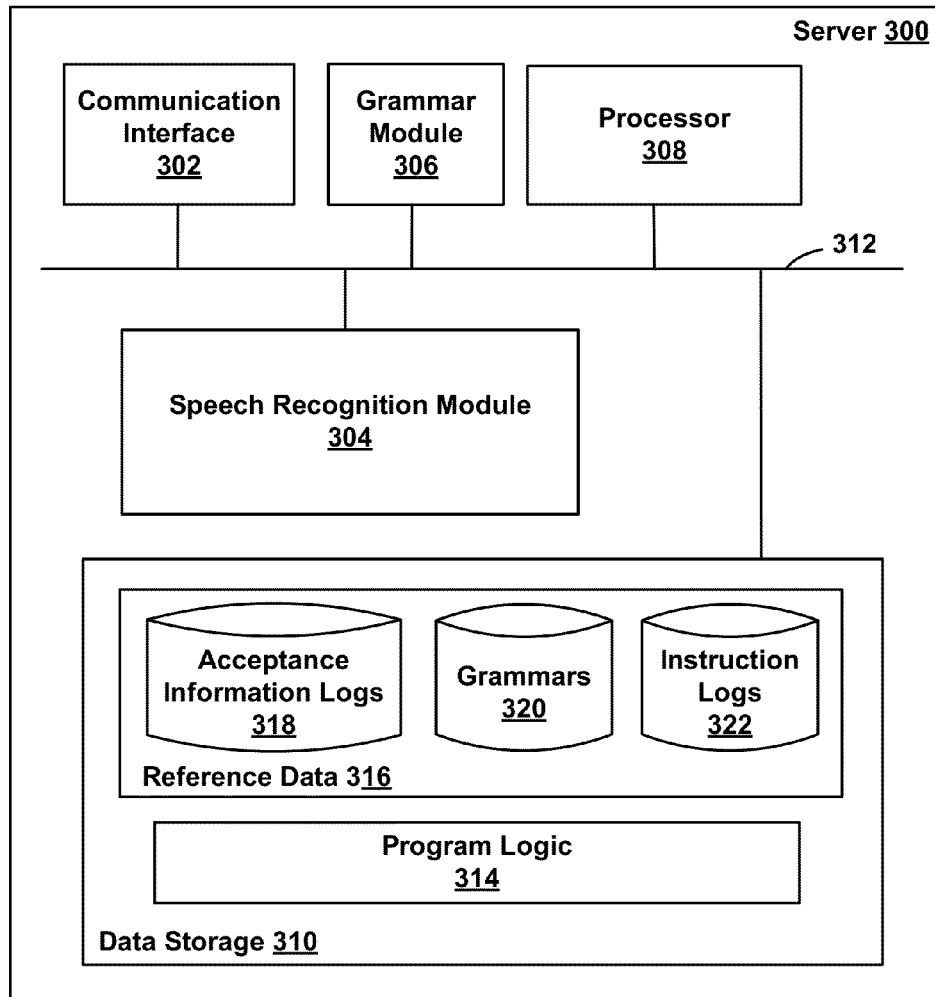 Server 300
Communication
Interface
302
Grammar
Module
306
Processor
308
312
Speech Recognition Module
304
Acceptance
Information Logs
318
Grammars
320
Instruction
Logs
322
Reference Data 316
Program Logic
314
Data Storage 310